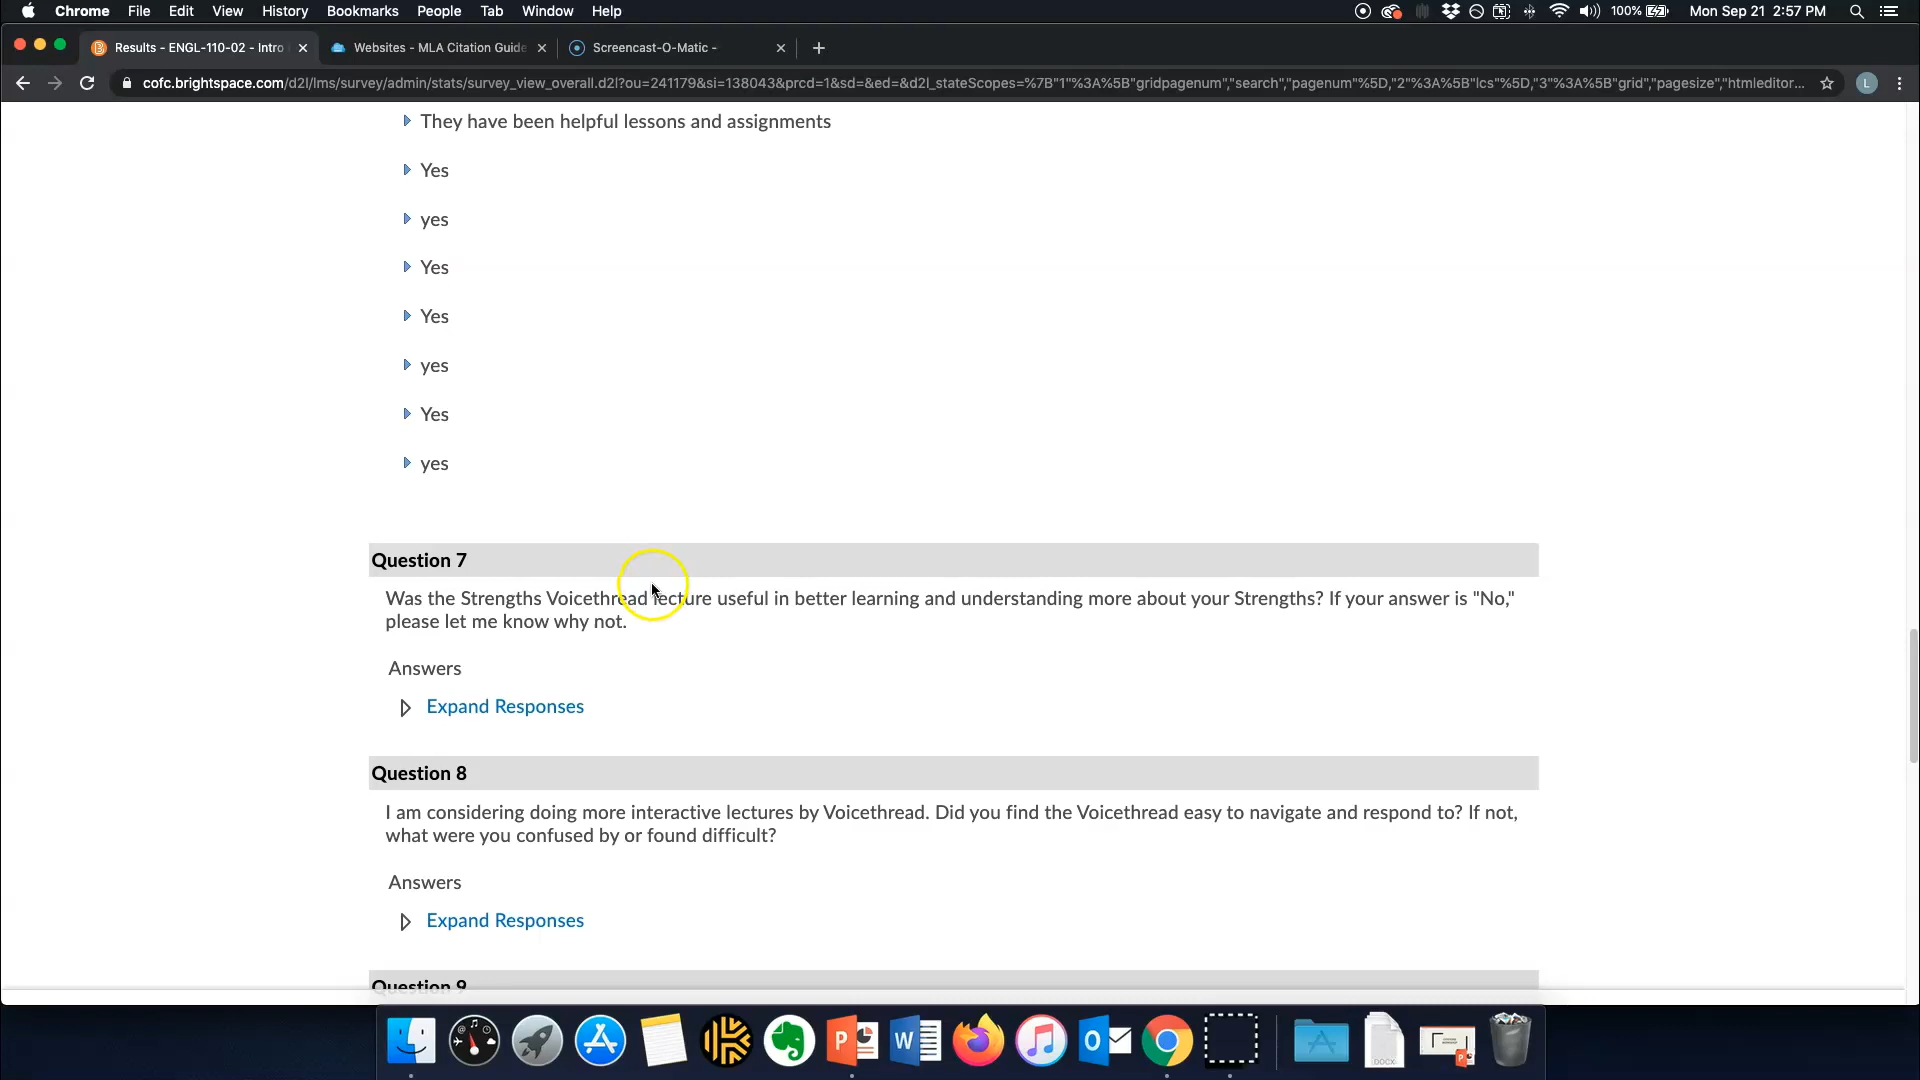 Chrome File Edit View History Bookmarks People Tab Window Help 100% Mon Sep 21 2:57 PM
Results - ENGL-110-02 - Intro Websites - MLA Citation Guide Screencast-O-Matic -
cofc.brightspace.com/d2l/lms/survey/admin/stats/survey_view_overall.d2l?ou=241179&si=138043&prcd=1&sd=&ed=&d2l_stateScopes=%7B"1"%3A%5B"gridpagenum","search","pagenum"%5D,"2"%3A%5B"lcs"%5D,"3"%3A%5B"grid","pagesize","htmleditor... L
They have been helpful lessons and assignments
Yes
yes
Yes
Yes
yes
Yes
yes
Question 7
Was the Strengths Voicethread lecture useful in better learning and understanding more about your Strengths? If your answer is "No,"
please let me know why not.
Answers
Expand Responses
Question 8
I am considering doing more interactive lectures by Voicethread. Did you find the Voicethread easy to navigate and respond to? If not,
what were you confused by or found difficult?
Answers
Expand Responses
Question 9
DOCX